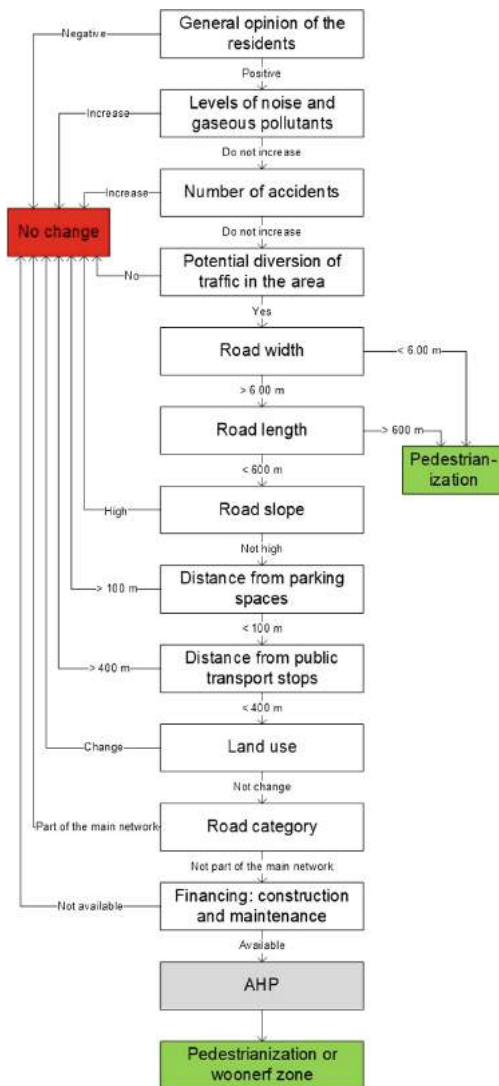 General opinion of the
residents
Negative
Positive
Levels of noise and
gaseous pollutants
Increase
Do not increase
Number of accidents
Increase
Do not increase
No change
Potential diversion of
traffic in the area
No
Yes
Road width
< 6.00 m
> 6.00 m
Road length
> 600 m
< 600 m
Pedestrian-
ization
Road slope
High
Not high
Distance from parking
spaces
> 100 m
< 100 m
Distance from public
transport stops
> 400 m
< 400 m
Land use
Change
Not change
Road category
Part of the main network
Not part of the main network
Financing: construction
and maintenance
Not available
Available
AHP
Pedestrianization or
woonerf zone